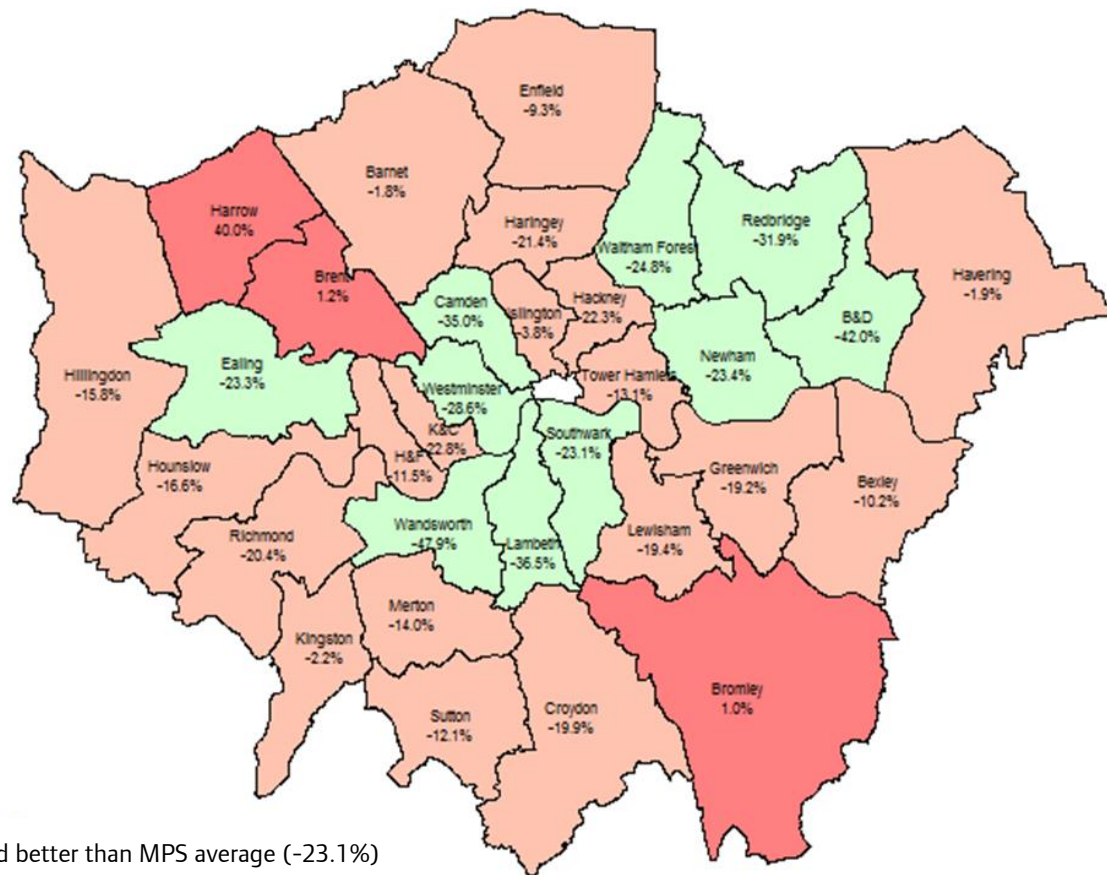 Enfield
-9.3%
Barnet
-1.8%
Harrow
40.0%
Haringey
-21.4%
Redbridge
-31.9%
Waltham Fores
-24.8%
Havering
-1.9%
Brent
1.2%
Camden
-35.0%
Islington
-3.8%
Hackney
-22.3%
B&D
-42.0%
Hillingdon
-15.8%
Ealing
-23.3%
Newham
-23.4%
Westminster
-28.6%
Tower Hamlets
-13.1%
K&C
-22.8%
H&F
-11.5%
Southwark
-23.1%
Hounslow
-16.6%
Greenwich
-19.2%
Bexley
-10.2%
Richmond
-20.4%
Wandsworth
-47.9%
Lambeth
-36.5%
Lewisham
-19.4%
Merton
-14.0%
Kingston
-2.2%
Sutton
-12.1%
Croydon
-19.9%
Bromley
1.0%
d better than MPS average (-23.1%)